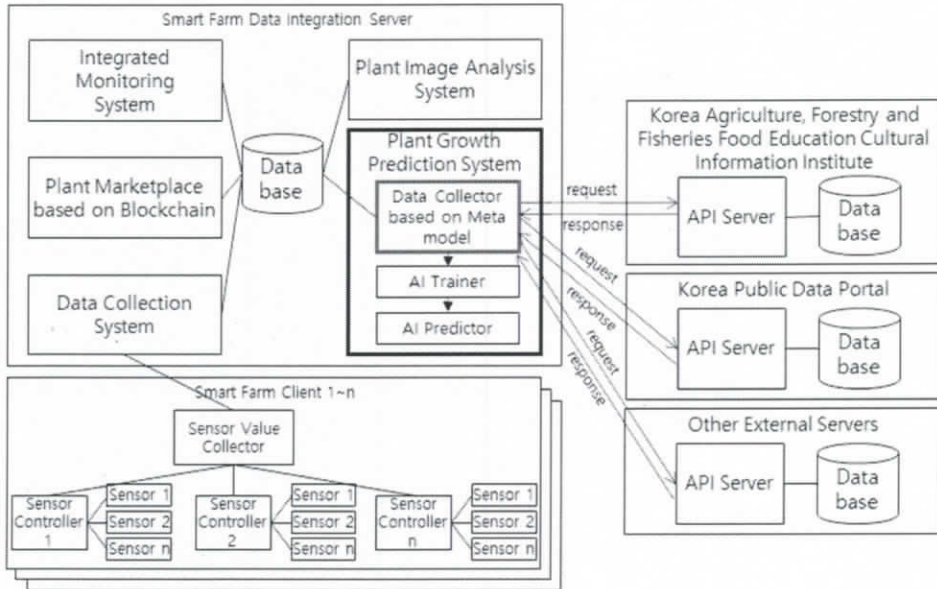 Smart Farm Data Integration Server
Integrated
Monitoring
System
Plant Image Analysis
System
Data
base
Plant Marketplace
based on Blockchain
Plant Growth
Prediction System
Data Collector
based on Meta
model
AI Trainer
AI Predictor
Data Collection
System
request
response
request
response
request
response
Korea Agriculture, Forestry and
Fisheries Food Education Cultural
Information Institute
API Server
Data
base
Korea Public Data Portal
API Server
Data
base
Other External Servers
API Server
Data
base
Smart Farm Client 1~n
Sensor Value
Collector
Sensor
Controller
1
Sensor 1
Sensor 2
Sensor n
Sensor
Controller
2
Sensor 1
Sensor 2
Sensor n
Sensor
Controller
n
Sensor 1
Sensor 2
Sensor n